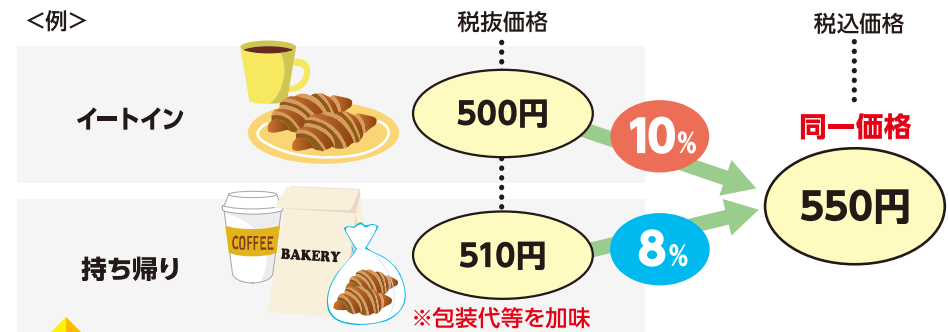 ＜例＞
税抜価格
税込価格
イートイン
500円
10%
同一価格
550円
COFFEE
BAKERY
持ち帰り
510円
8%
※包装代等を加味